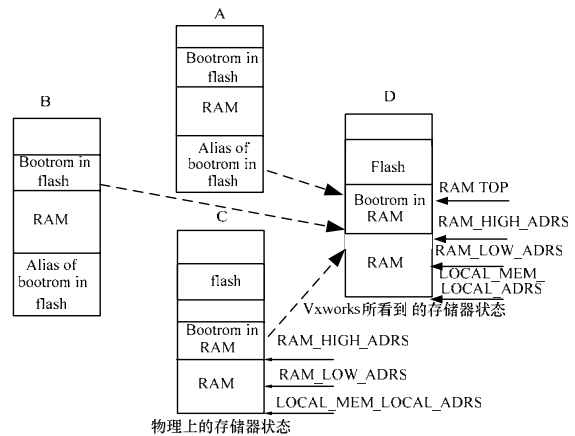 A
Bootrom in
flash
RAM
Alias of
bootrom in
flash
B
Bootrom in
flash
RAM
Alias of
bootrom in
flash
C
flash
Bootrom in
RAM
RAM
RAM_HIGH_ADRS
RAM_LOW_ADRS
LOCAL_MEM_LOCAL_ADRS
物理上的存储器状态
D
Flash
Bootrom in
RAM
RAM
RAM TOP
RAM_HIGH_ADRS
RAM_LOW_ADRS
LOCAL_MEM_
LOCAL_ADRS
Vxworks所看到 的存储器状态